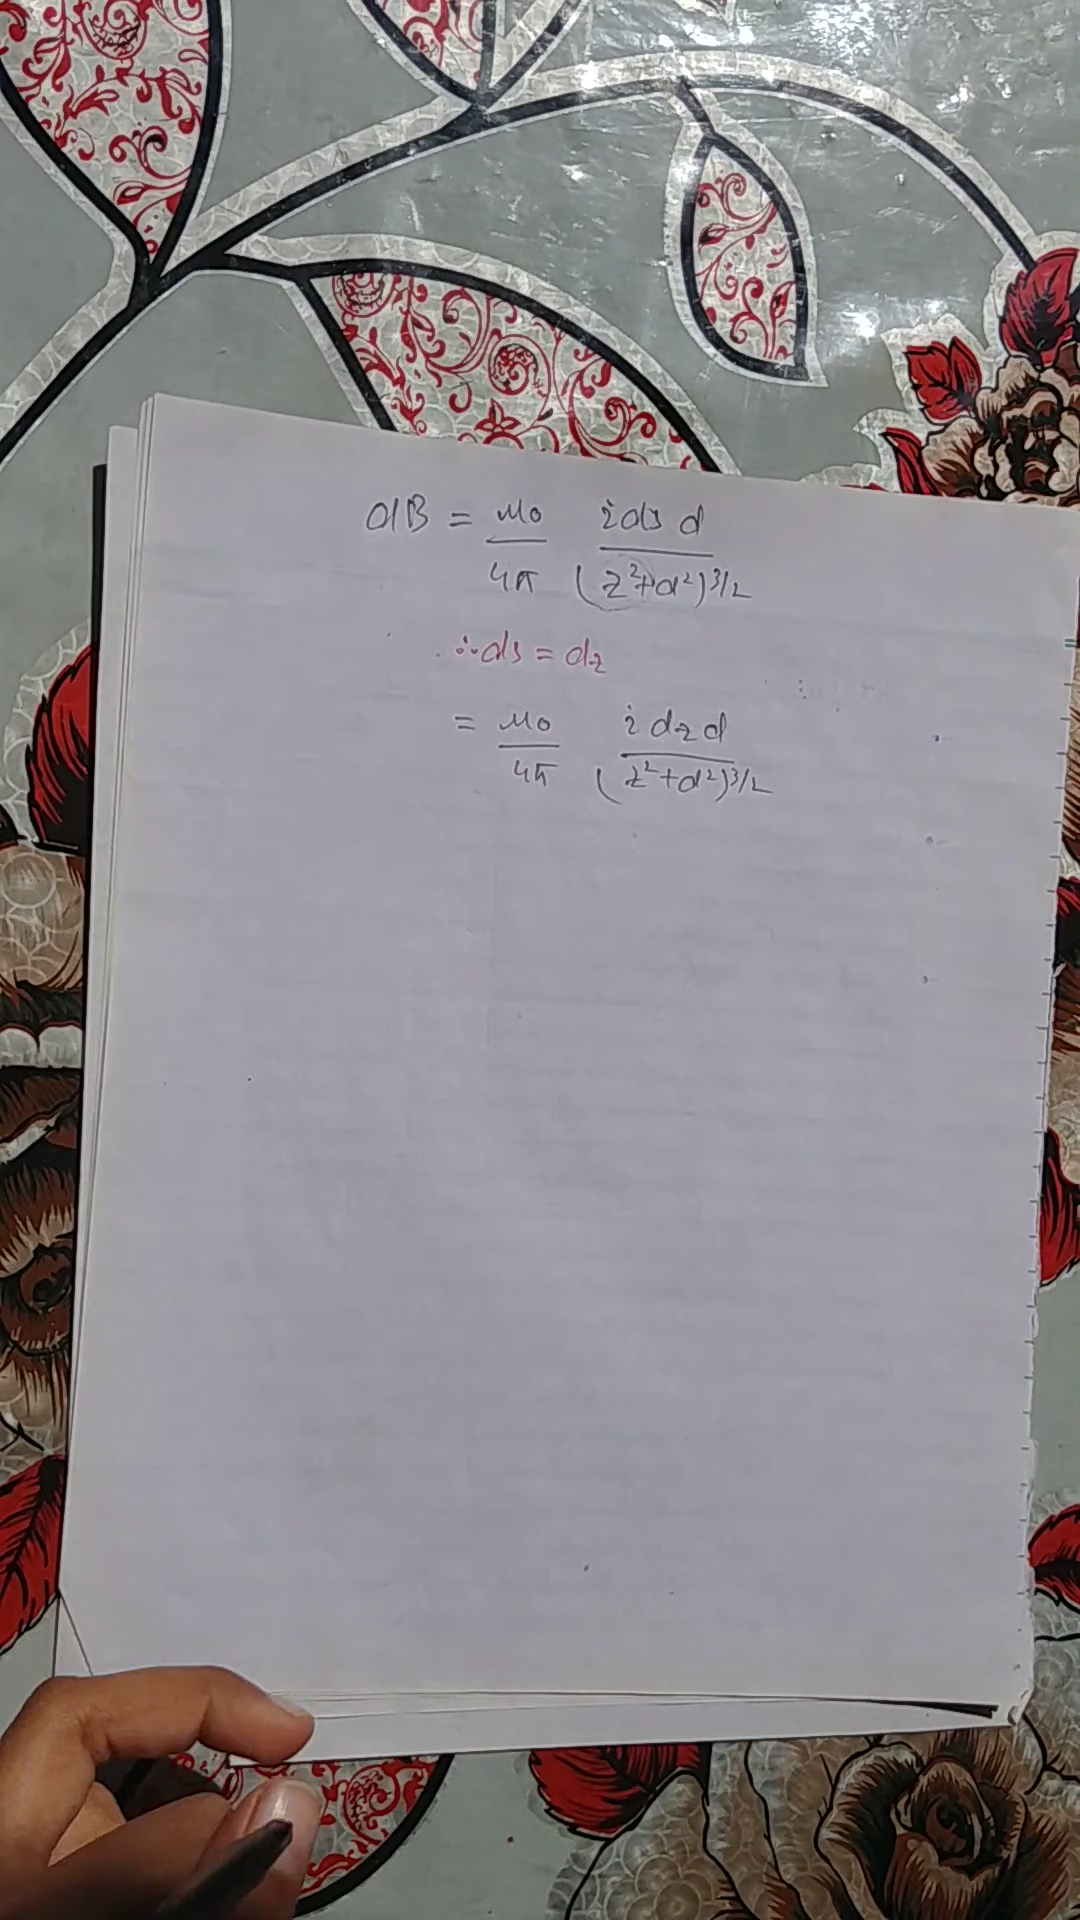 dB = μ0/4π i ds d/(z²+d²)^3/2
∴ ds = dz
= μ0/4π i dz d/(z²+d²)^3/2